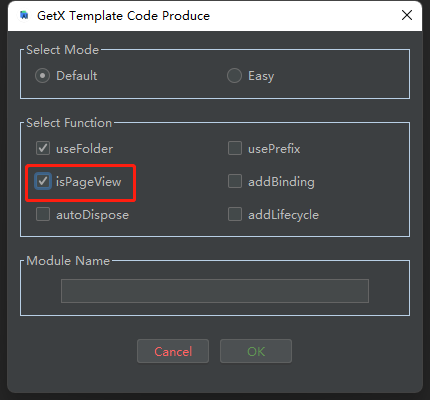 GetX Template Code Produce
Select Mode
Default Easy
Select Function
useFolder usePrefix
isPageView addBinding
autoDispose addLifecycle
Module Name
Cancel OK